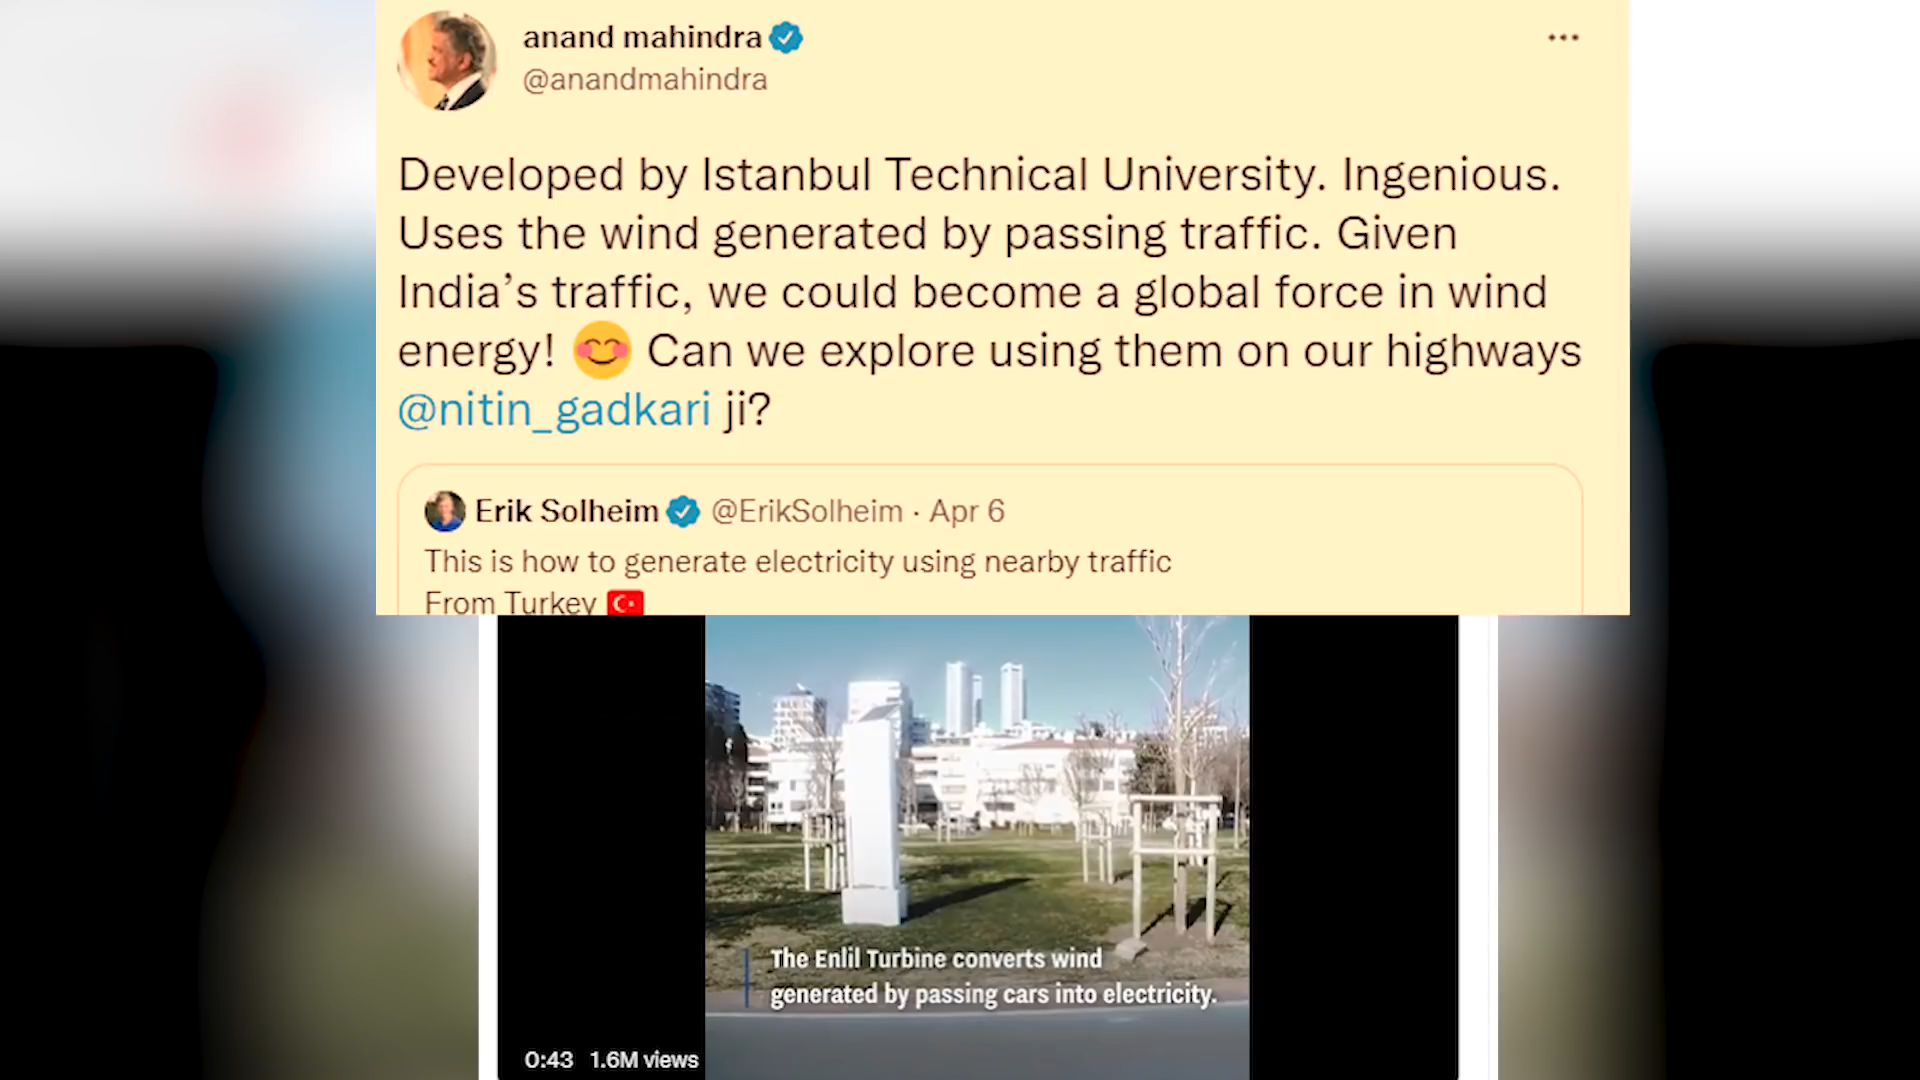 anand mahindra
@anandmahindra
Developed by Istanbul Technical University. Ingenious.
Uses the wind generated by passing traffic. Given
India’s traffic, we could become a global force in wind
energy! 😊 Can we explore using them on our highways
@nitin_gadkari ji?
Erik Solheim @ErikSolheim · Apr 6
This is how to generate electricity using nearby traffic
From Turkey 🇹🇷
The Enlil Turbine converts wind
generated by passing cars into electricity.
0:43 1.6M views